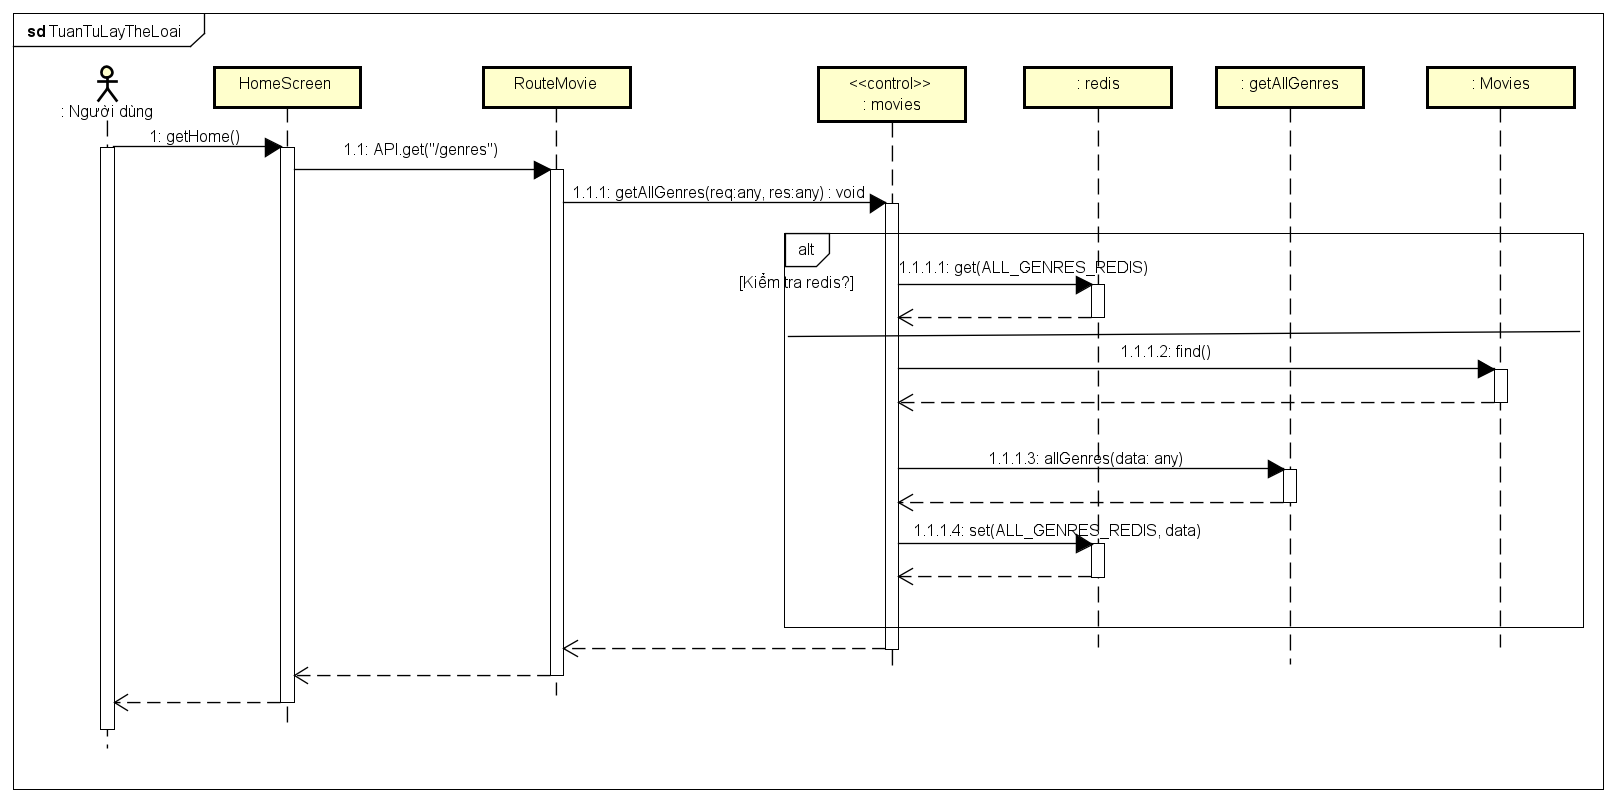 sd TuanTuLayTheLoai
: Người dùng
HomeScreen
RouteMovie
<<control>>
: movies
: redis
: getAllGenres
: Movies
1: getHome()
1.1: API.get("/genres")
1.1.1: getAllGenres(req:any, res:any) : void
alt
[Kiểm tra redis?]
1.1.1.1: get(ALL_GENRES_REDIS)
1.1.1.2: find()
1.1.1.3: allGenres(data: any)
1.1.1.4: set(ALL_GENRES_REDIS, data)